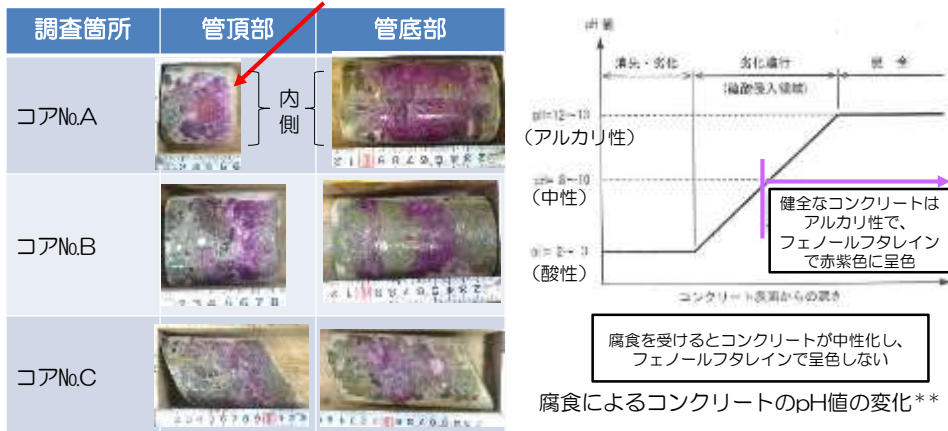 調査箇所 管頂部 管底部
コアNo.A
内側
コアNo.B
コアNo.C
pH値
消失・劣化 劣化進行 健全
(硫酸侵入領域)
pH=12~13
(アルカリ性)
pH=8~10
(中性)
pH=2~3
(酸性)
健全なコンクリートは
アルカリ性で、
フェノールフタレイン
で赤紫色に呈色
コンクリート表面からの深さ
腐食を受けるとコンクリートが中性化し、
フェノールフタレインで呈色しない
腐食によるコンクリートのpH値の変化**